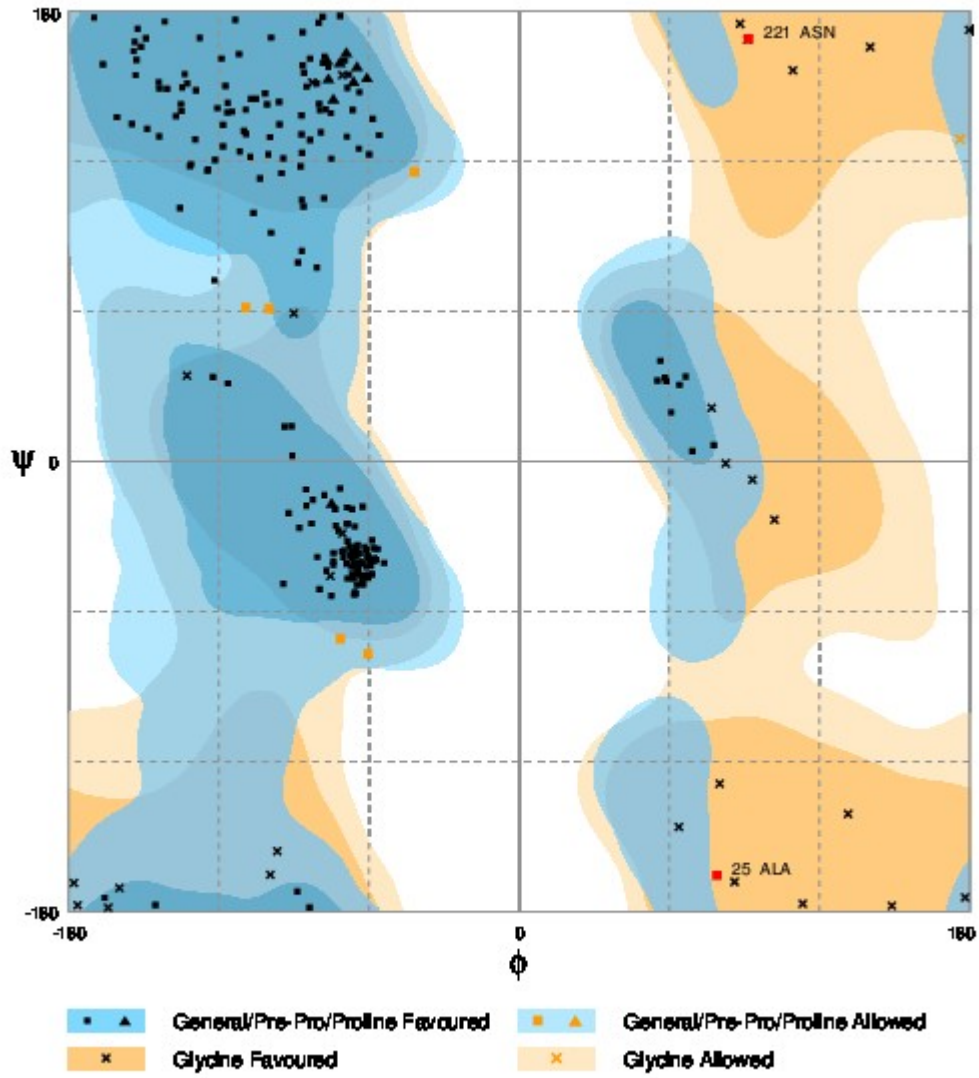 180
221 ASN
ψ 0
25 ALA
-180
-180 0 180
ϕ
General/Pre-Pro/Proline Favoured General/Pre-Pro/Proline Allowed
Glycine Favoured Glycine Allowed